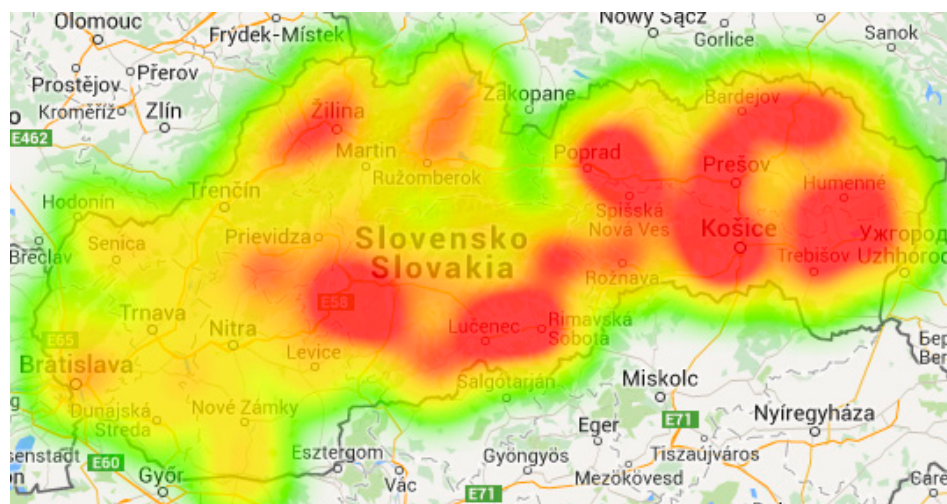 Olomouc
Frýdek-Místek
Nowy Sącz
Gorlice
Sanok
Prostějov
Přerov
Kroměříž
Zlín
E462
Zakopane
Bardejov
Žilina
Martin
Ružomberok
Poprad
Prešov
Humenné
Hodonín
Trenčín
Spišská
Nová Ves
Břeclav
Senica
Prievidza
Slovensko
Slovakia
Košice
Ужгород
Uzhhorod
Rožnava
Trebišov
E58
Trnava
Nitra
Lučenec
Rimavská
Sobota
E65
Bratislava
Levice
Salgótarján
Miskolc
Dunajská
Streda
Nové Zámky
E71
Nyíregyháza
Eger
Tiszaújváros
E60
Győr
Esztergom
Vác
Gyöngyös
Mezőkövesd
E71